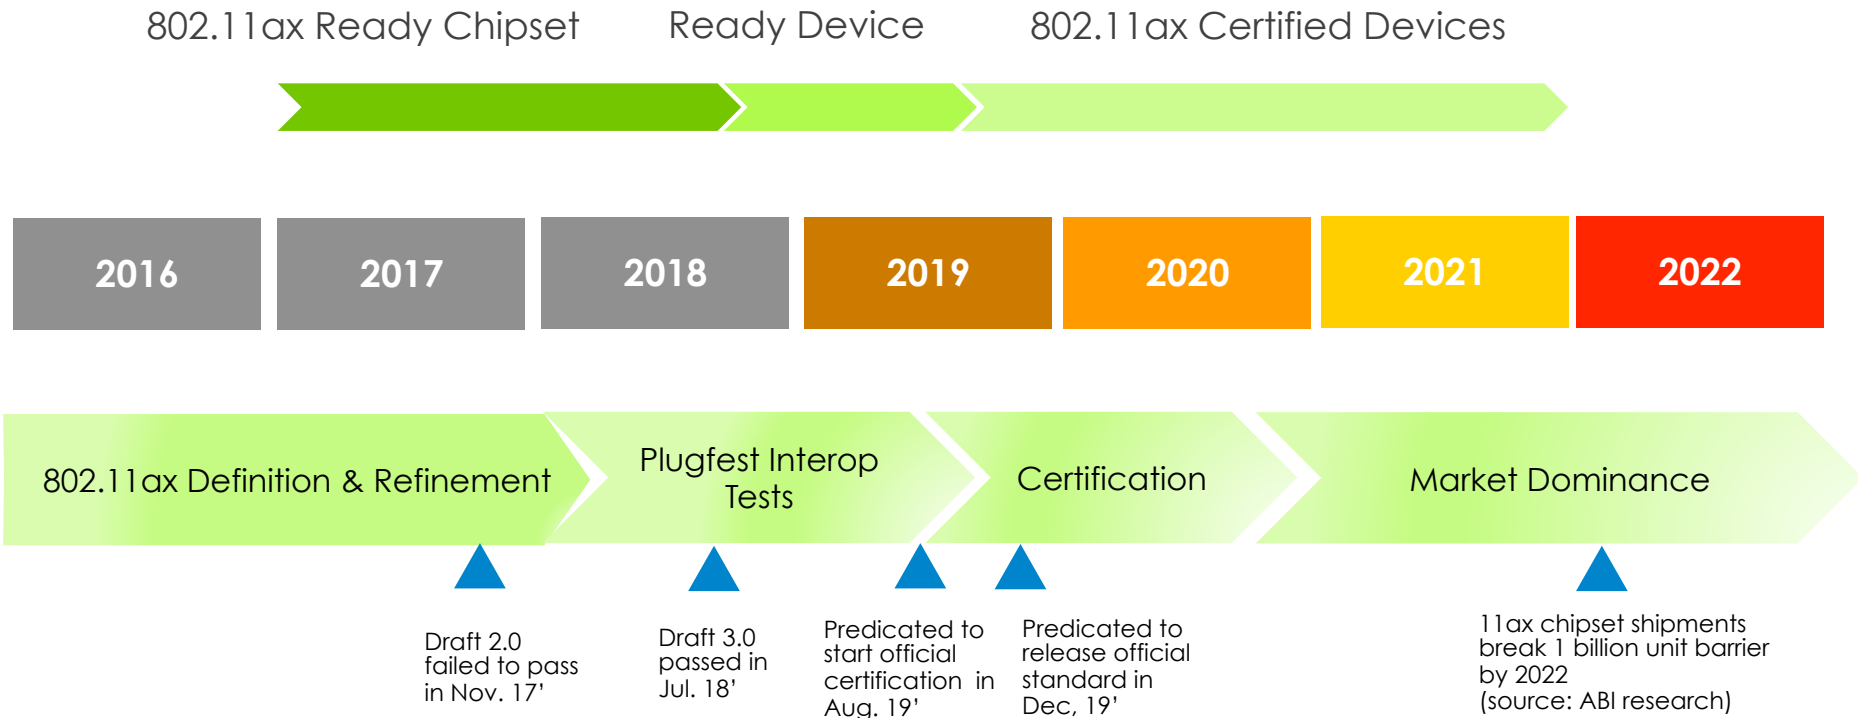 802.11ax Ready Chipset
Ready Device
802.11ax Certified Devices
2016
2017
2018
2019
2020
2021
2022
802.11ax Definition & Refinement
Plugfest Interop
Tests
Certification
Market Dominance
Draft 2.0
failed to pass
in Nov. 17’
Draft 3.0
passed in
Jul. 18’
Predicated to
start official
certification in
Aug. 19’
Predicated to
release official
standard in
Dec, 19’
11ax chipset shipments
break 1 billion unit barrier
by 2022
(source: ABI research)